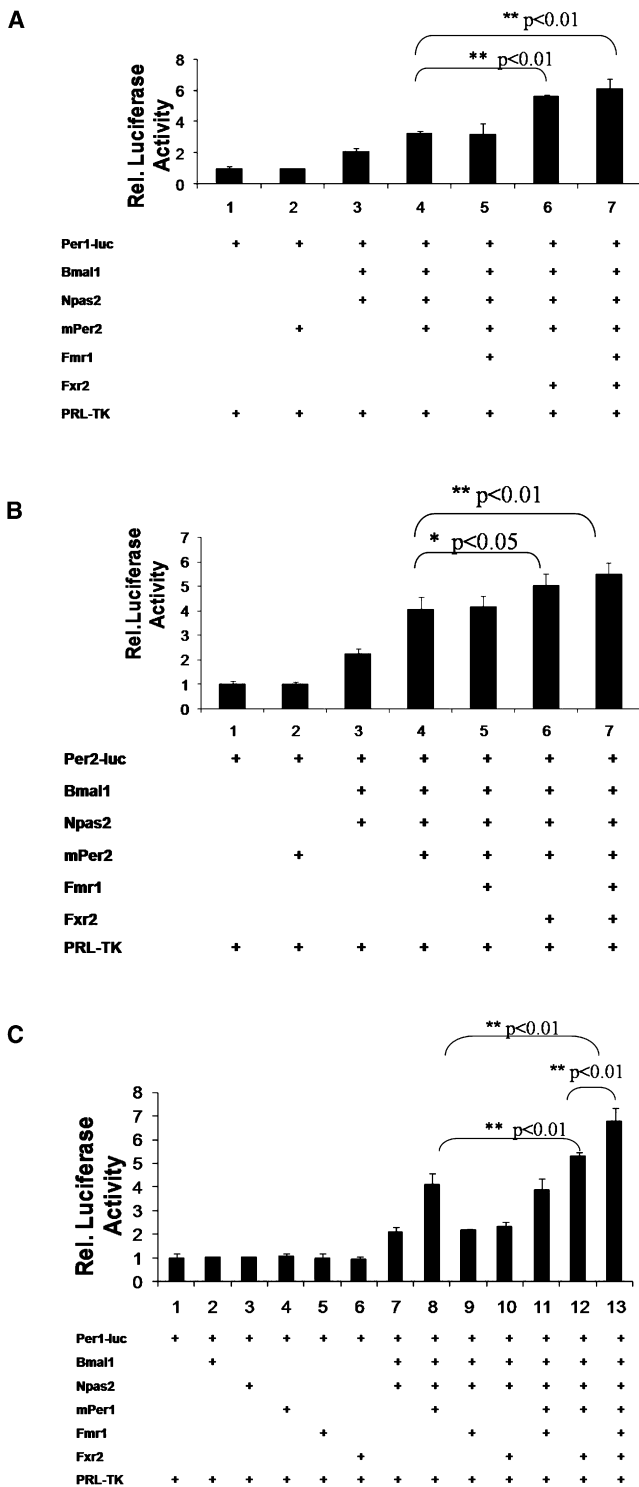 A
** p<0.01
** p<0.01
Rel. Luciferase Activity
8
6
4
2
0
1 2 3 4 5 6 7
Per1-luc + + + + + + +
Bmal1 + + + + +
Npas2 + + + + +
mPer2 + + + + +
Fmr1 + +
Fxr2 + +
PRL-TK + + + + + + +
B
** p<0.01
* p<0.05
Rel.Luciferase Activity
7
6
5
4
3
2
1
0
1 2 3 4 5 6 7
Per2-luc + + + + + + +
Bmal1 + + + + +
Npas2 + + + + +
mPer2 + + + + +
Fmr1 + +
Fxr2 + +
PRL-TK + + + + + + +
C
** p<0.01
** p<0.01
** p<0.01
Rel. Luciferase Activity
8
7
6
5
4
3
2
1
0
1 2 3 4 5 6 7 8 9 10 11 12 13
Per1-luc + + + + + + + + + + + + +
Bmal1 + + + + + + + +
Npas2 + + + + + + + +
mPer1 + + + + +
Fmr1 + + + +
Fxr2 + + + +
PRL-TK + + + + + + + + + + + + +